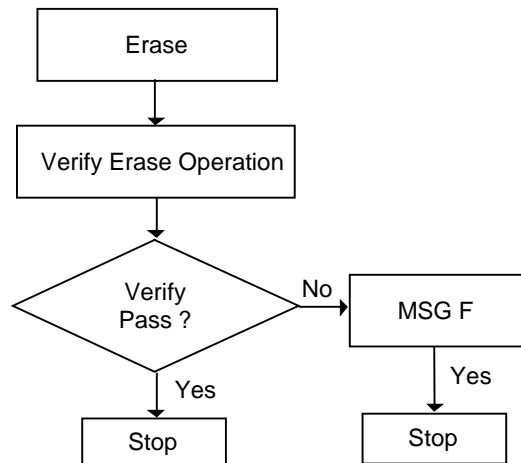 Erase
Verify Erase Operation
Verify
Pass ?
No
MSG F
Yes
Yes
Stop
Stop